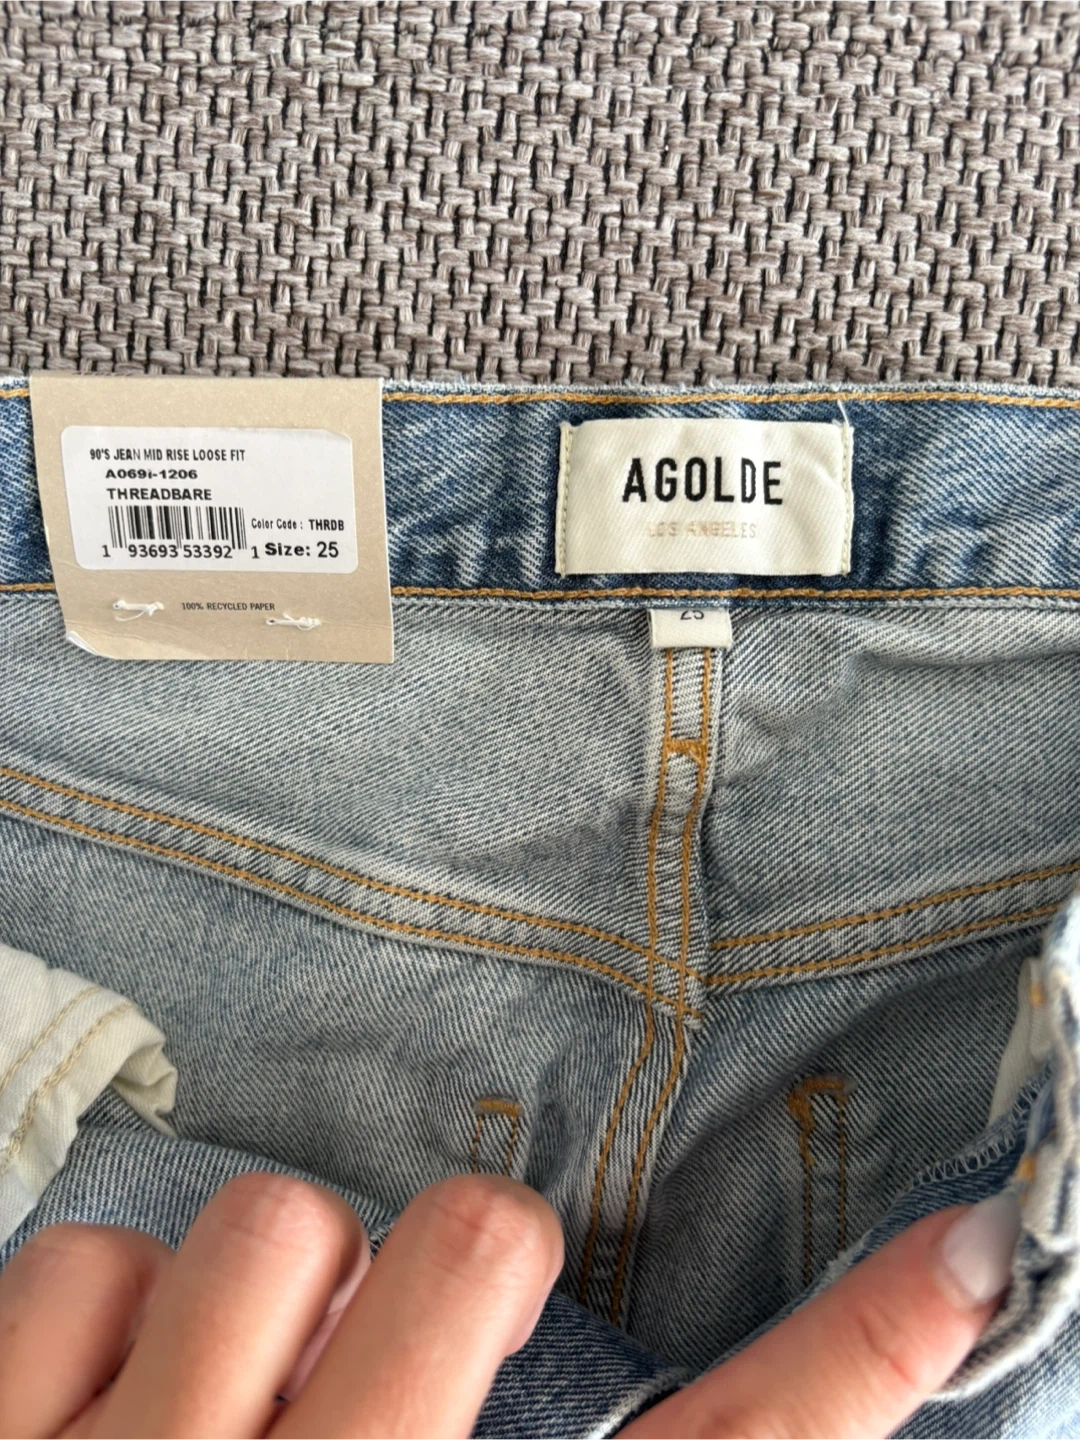 90'S JEAN MID RISE LOOSE FIT
A069i-1206
THREADBARE
Color Code : THRDB
1 93693 53392 1 Size: 25
100% RECYCLED PAPER
AGOLDE
LOS ANGELES
25